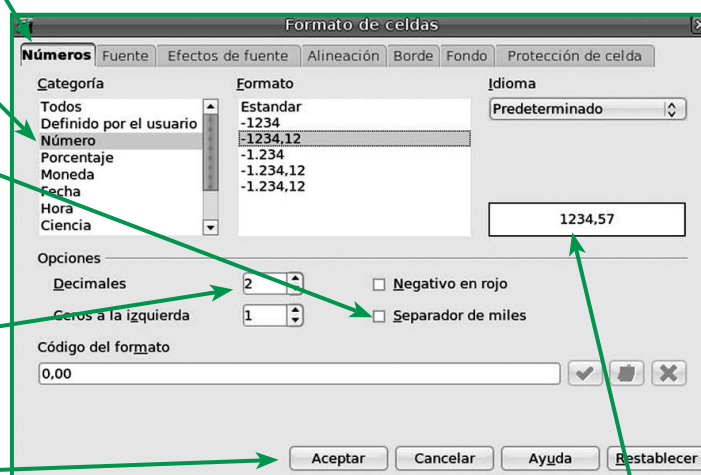 Formato de celdas
Números Fuente Efectos de fuente Alineación Borde Fondo Protección de celda
Categoría Formato Idioma
Todos Estandar Predeterminado
Definido por el usuario -1234
Número -1234,12
Porcentaje -1.234
Moneda -1.234,12
Fecha -1.234,12
Hora
Ciencia 1234,57
Opciones
Decimales 2 Negativo en rojo
Ceros a la izquierda 1 Separador de miles
Código del formato
0,00
Aceptar Cancelar Ayuda Restablecer